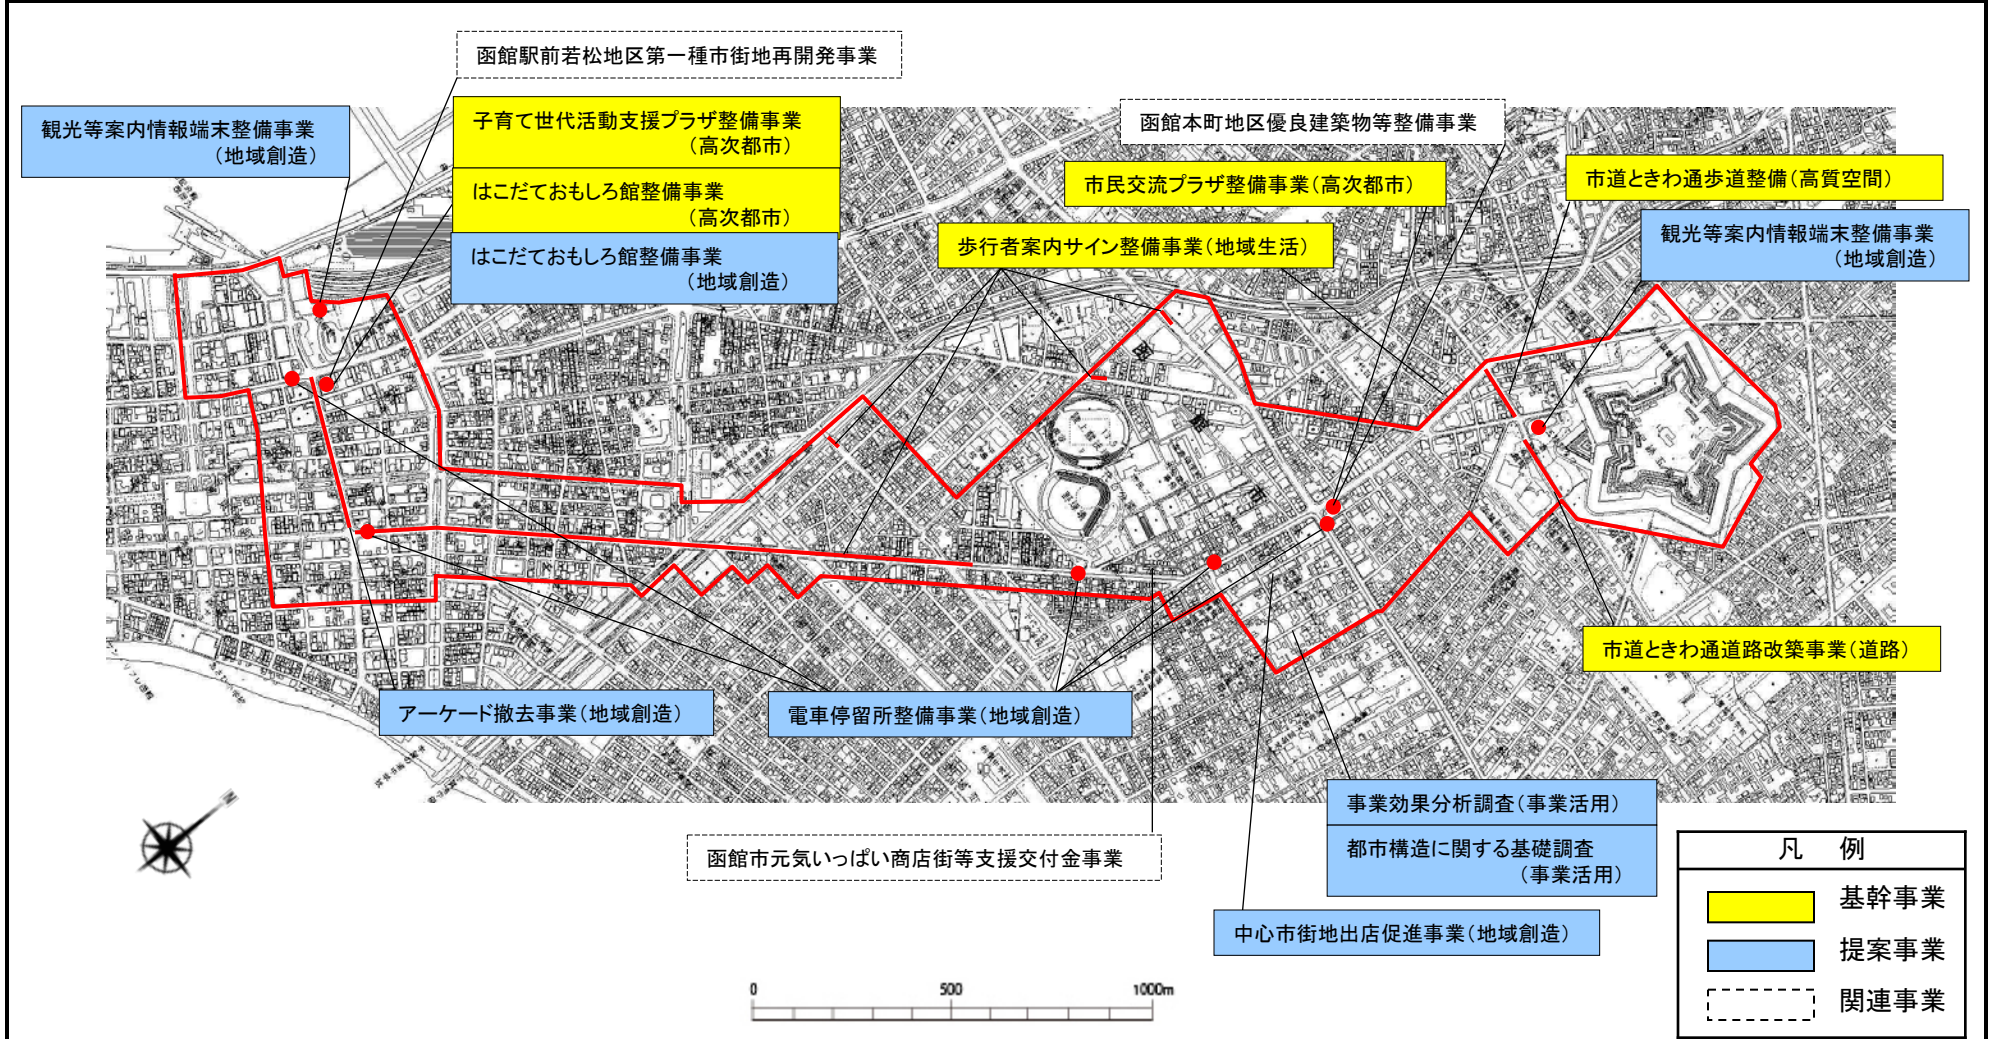 函館駅前若松地区第一種市街地再開発事業
観光等案内情報端末整備事業
(地域創造)
子育て世代活動支援プラザ整備事業
(高次都市)
はこだておもしろ館整備事業
(高次都市)
はこだておもしろ館整備事業
(地域創造)
函館本町地区優良建築物等整備事業
市民交流プラザ整備事業(高次都市)
歩行者案内サイン整備事業(地域生活)
市道ときわ通歩道整備(高質空間)
観光等案内情報端末整備事業
(地域創造)
函
館
市
市道ときわ通道路改築事業(道路)
アーケード撤去事業(地域創造)
電車停留所整備事業(地域創造)
函館市元気いっぱい商店街等支援交付金事業
事業効果分析調査(事業活用)
都市構造に関する基礎調査
(事業活用)
中心市街地出店促進事業(地域創造)
N
0 500 1000m
凡 例
基幹事業
提案事業
関連事業